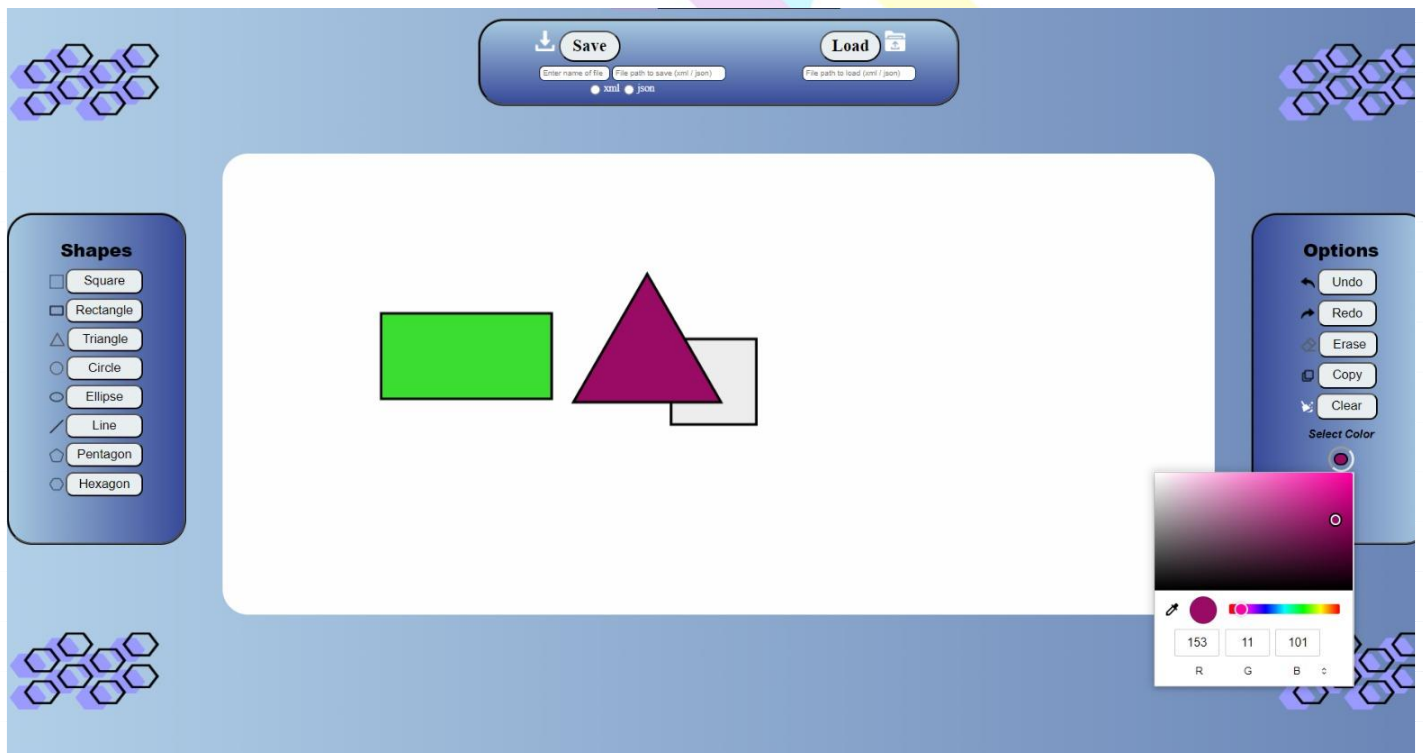 Save
Load
Enter name of file
File path to save (xml / json)
File path to load (xml / json)
xml
json
Shapes
Square
Rectangle
Triangle
Circle
Ellipse
Line
Pentagon
Hexagon
Options
Undo
Redo
Erase
Copy
Clear
Select Color
153 11 101
R G B